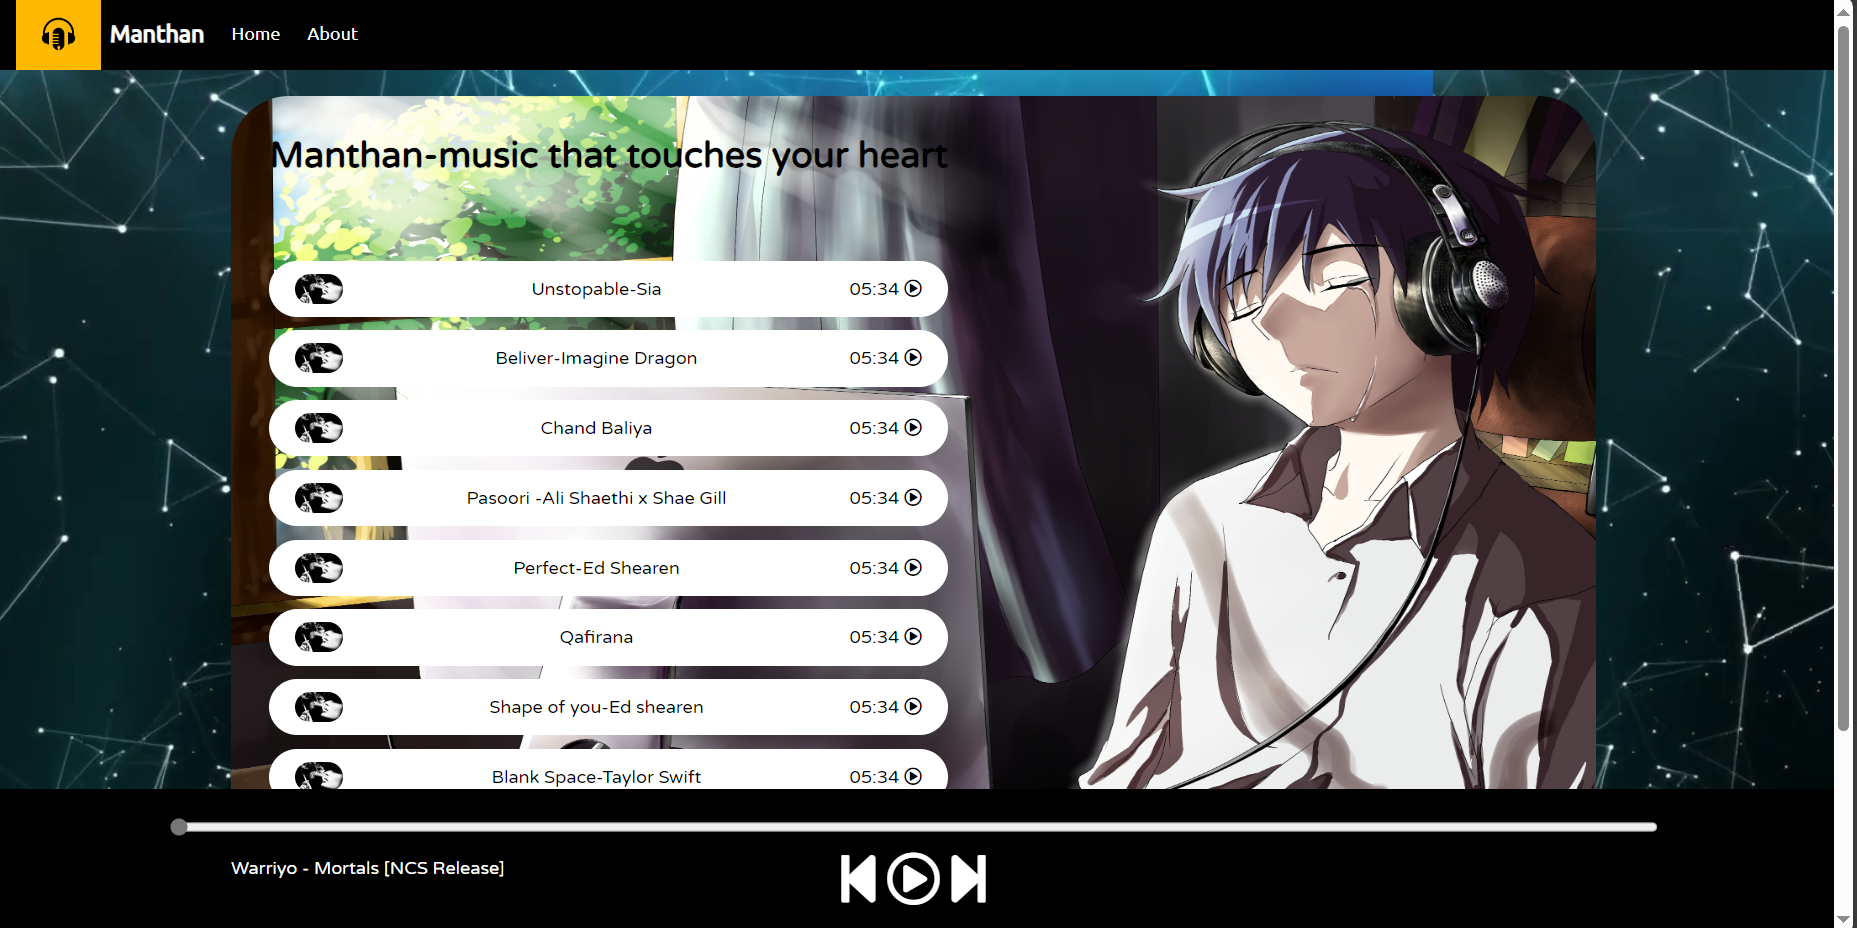 Manthan Home About
Manthan-music that touches your heart
Unstopable-Sia 05:34
Beliver-Imagine Dragon 05:34
Chand Baliya 05:34
Pasoori -Ali Shaethi x Shae Gill 05:34
Perfect-Ed Shearen 05:34
Qafirana 05:34
Shape of you-Ed shearen 05:34
Blank Space-Taylor Swift 05:34
Warriyo - Mortals [NCS Release]